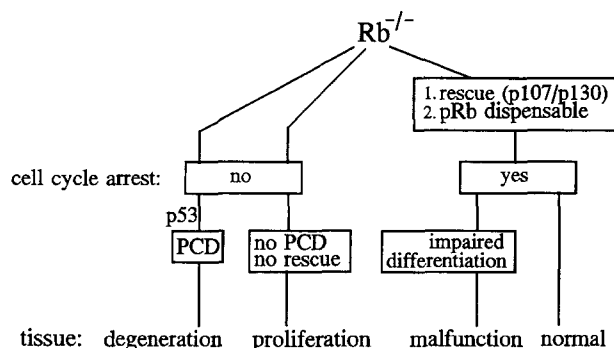 Rb-/-
1. rescue (p107/p130)
2. pRb dispensable
cell cycle arrest: no yes
p53
PCD
no PCD
no rescue
impaired
differentiation
tissue: degeneration proliferation malfunction normal